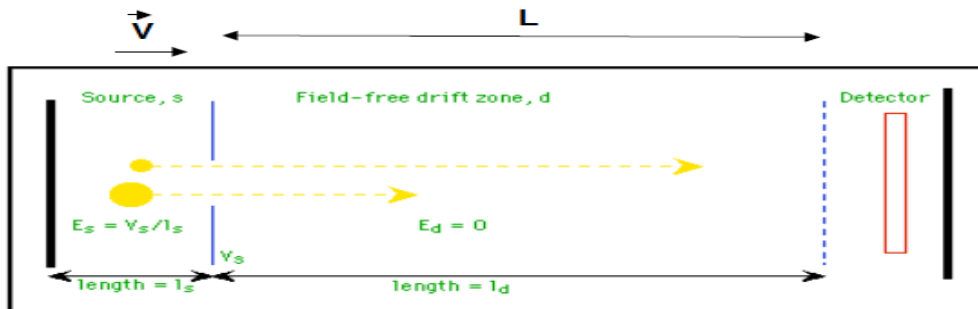 V
L
Source, s
Field-free drift zone, d
Detector
E_s = V_s/l_s
E_d = 0
V_s
length = l_s
length = l_d